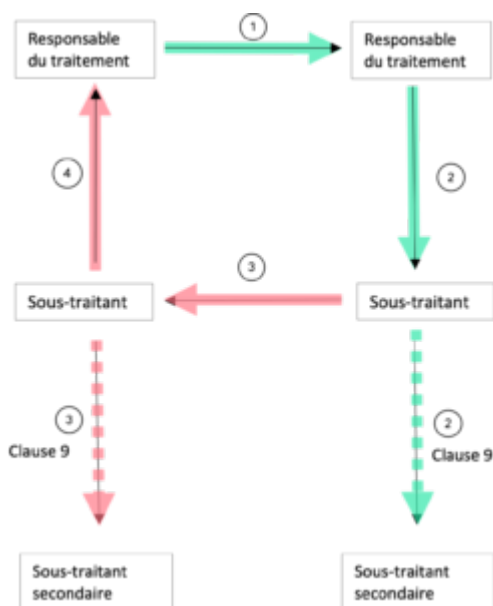 1
Responsable
du traitement
Responsable
du traitement
4
2
3
Sous-traitant
Sous-traitant
3
Clause 9
2
Clause 9
Sous-traitant
secondaire
Sous-traitant
secondaire